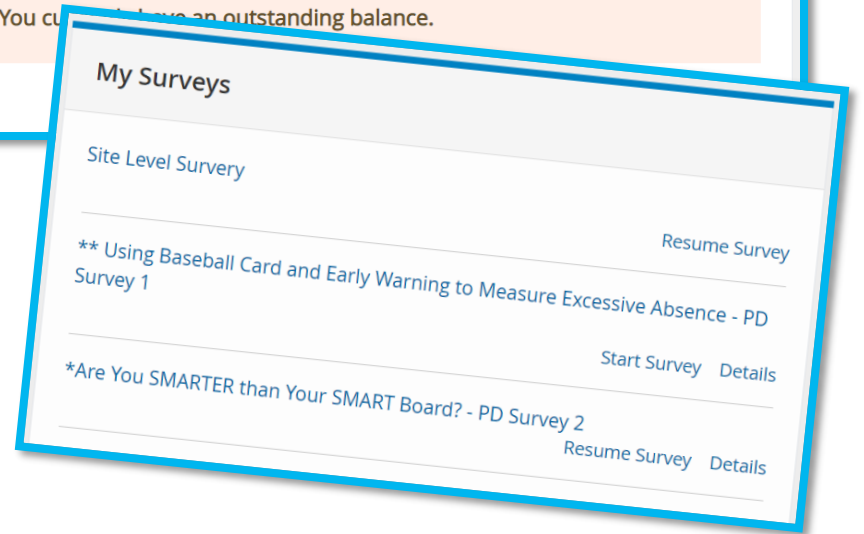 You cu have an outstanding balance.
My Surveys
Site Level Survery
Resume Survey
** Using Baseball Card and Early Warning to Measure Excessive Absence - PD
Survey 1
Start Survey Details
*Are You SMARTER than Your SMART Board? - PD Survey 2
Resume Survey Details